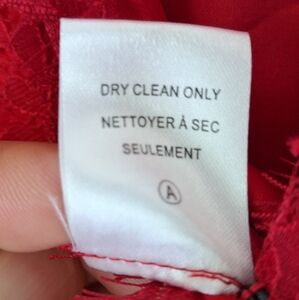 DRY CLEAN ONLY
NETTOYER À SEC
SEULEMENT
A